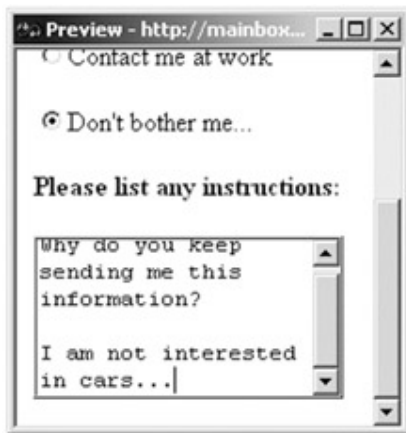 Preview - http://mainbox...
Contact me at work
Don't bother me...
Please list any instructions:
Why do you keep
sending me this
information?
I am not interested
in cars...